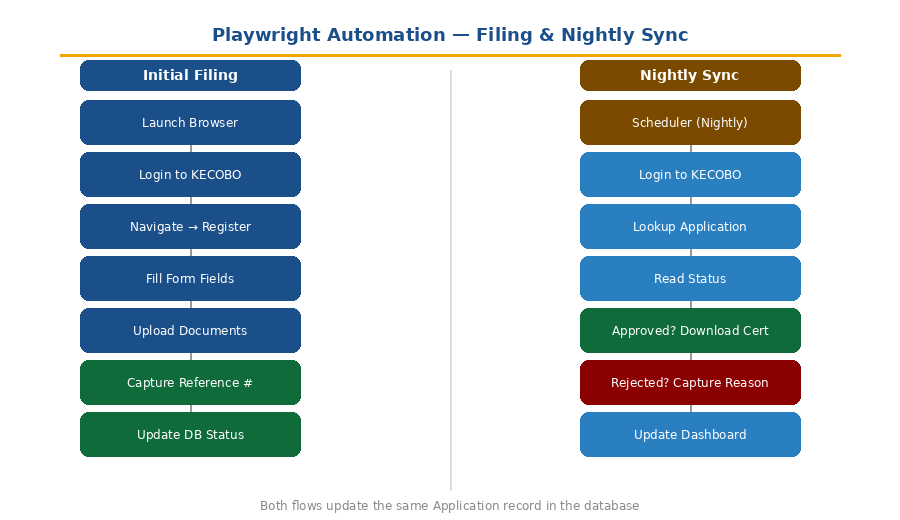 Playwright Automation — Filing & Nightly Sync
Initial Filing
Launch Browser
Login to KECOBO
Navigate → Register
Fill Form Fields
Upload Documents
Capture Reference #
Update DB Status
Nightly Sync
Scheduler (Nightly)
Login to KECOBO
Lookup Application
Read Status
Approved? Download Cert
Rejected? Capture Reason
Update Dashboard
Both flows update the same Application record in the database